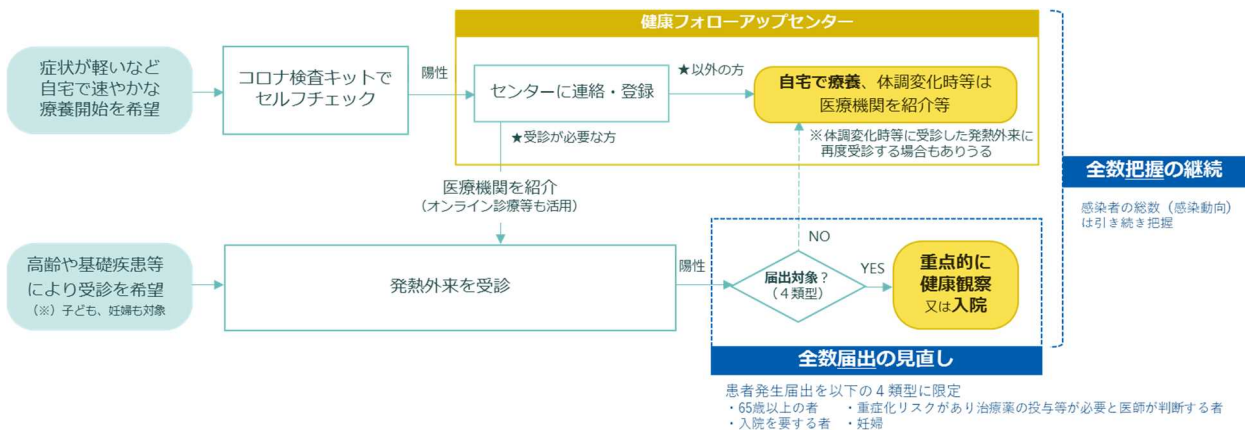 健康フォローアップセンター
症状が軽いなど
自宅で速やかな
療養開始を希望
コロナ検査キットで
セルフチェック
陽性
センターに連絡・登録
★以外の方
自宅で療養、体調変化時等は
医療機関を紹介等
★受診が必要な方
※体調変化時等に受診した発熱外来に
再度受診する場合もありうる
医療機関を紹介
（オンライン診療等も活用）
全数把握の継続
感染者の総数（感染動向）
は引き続き把握
高齢や基礎疾患等
により受診を希望
（※）子ども、妊婦も対象
発熱外来を受診
陽性
NO
届出対象？
（４類型）
YES
重点的に
健康観察
又は入院
全数届出の見直し
患者発生届出を以下の４類型に限定
・65歳以上の者　・重症化リスクがあり治療薬の投与等が必要と医師が判断する者
・入院を要する者　・妊婦